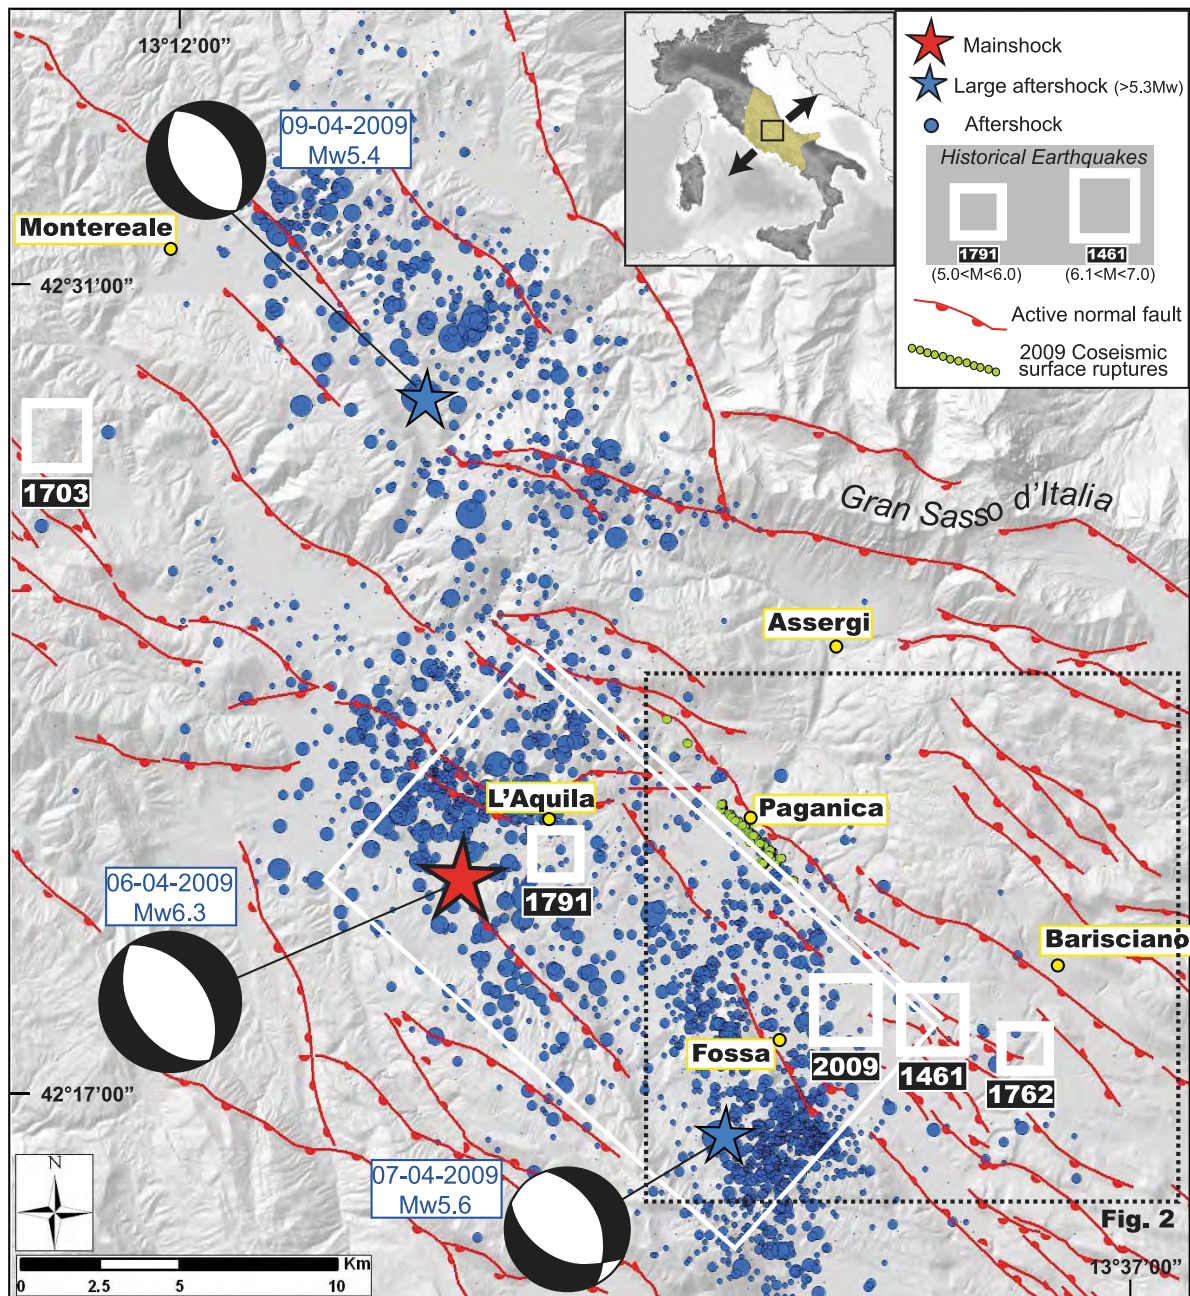 13°12'00’’
09-04-2009
Mw5.4
Montereale
42°31'00’’
Mainshock
Large aftershock (>5.3Mw)
Aftershock
Historical Earthquakes
1791
1461
(5.0<M<6.0)
(6.1<M<7.0)
Active normal fault
2009 Coseismic
surface ruptures
1703
Gran Sasso d'Italia
Assergi
L'Aquila
Paganica
06-04-2009
Mw6.3
1791
Barisciano
Fossa
2009
1461
1762
42°17'00’’
07-04-2009
Mw5.6
Fig. 2
N
Km
0
2.5
5
10
13°37'00’’